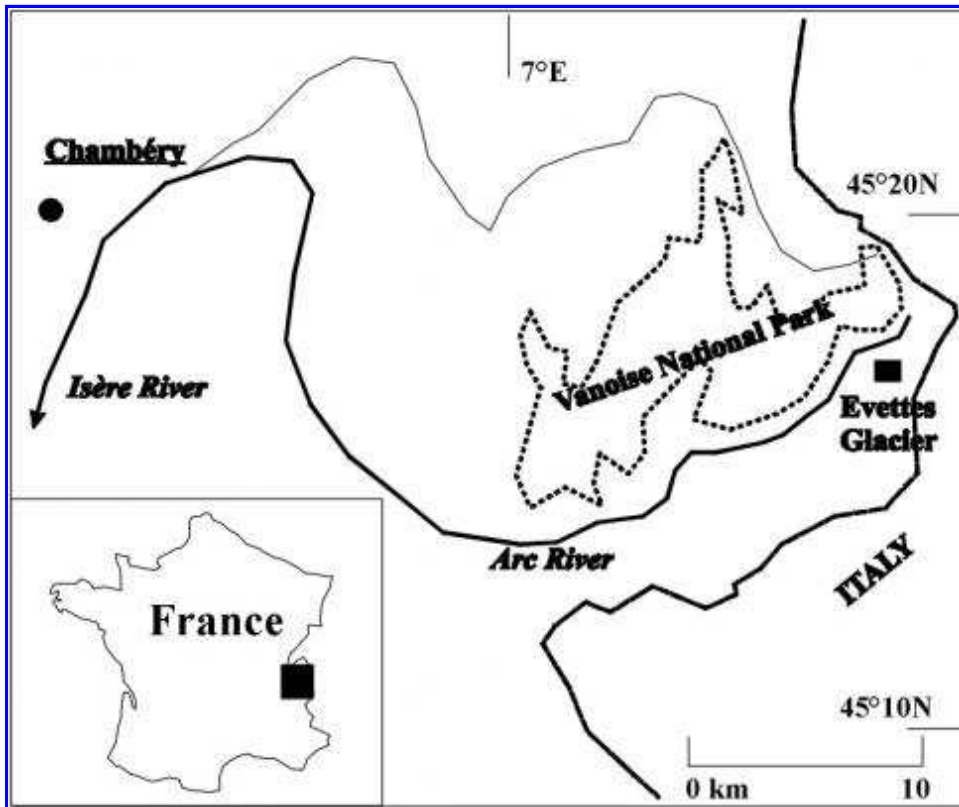 7°E
Chambéry
45°20N
Vanoise National Park
Isère River
Evettes
Glacier
Arc River
ITALY
France
45°10N
0 km 10